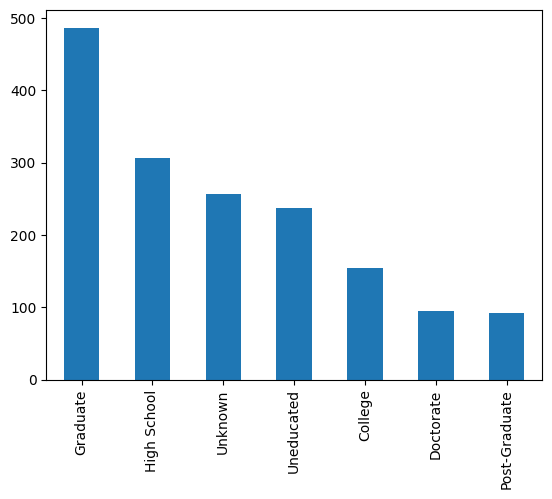 500
400
300
200
100
0
Graduate
High School
Unknown
Uneducated
College
Doctorate
Post-Graduate